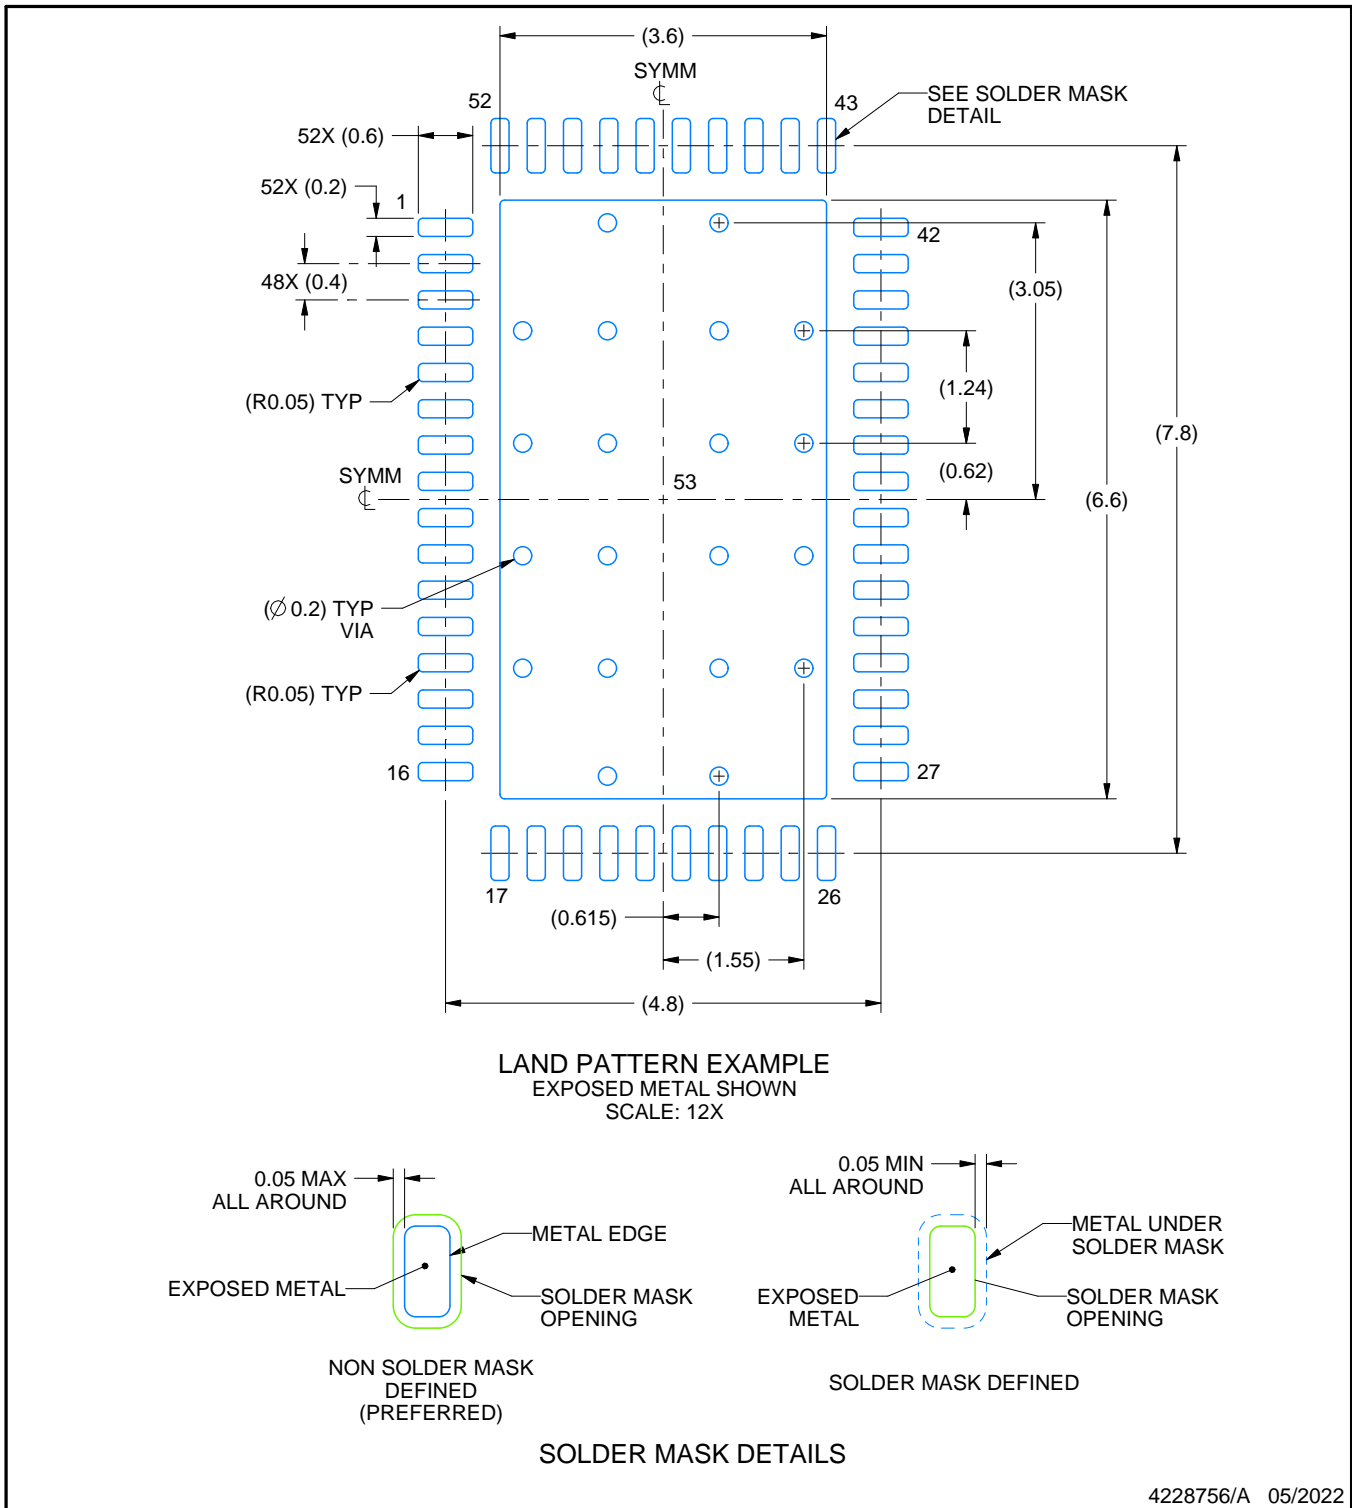 (3.6)
SYMM
℄
52
43
SEE SOLDER MASK
DETAIL
52X (0.6)
52X (0.2)
1
42
48X (0.4)
(3.05)
(R0.05) TYP
(1.24)
(7.8)
SYMM
℄
(0.62)
53
(6.6)
(∅ 0.2) TYP
VIA
(R0.05) TYP
16
27
17
26
(0.615)
(1.55)
(4.8)
LAND PATTERN EXAMPLE
EXPOSED METAL SHOWN
SCALE: 12X
0.05 MAX
ALL AROUND
METAL EDGE
EXPOSED METAL
SOLDER MASK
OPENING
NON SOLDER MASK
DEFINED
(PREFERRED)
0.05 MIN
ALL AROUND
METAL UNDER
SOLDER MASK
EXPOSED
METAL
SOLDER MASK
OPENING
SOLDER MASK DEFINED
SOLDER MASK DETAILS
4228756/A 05/2022